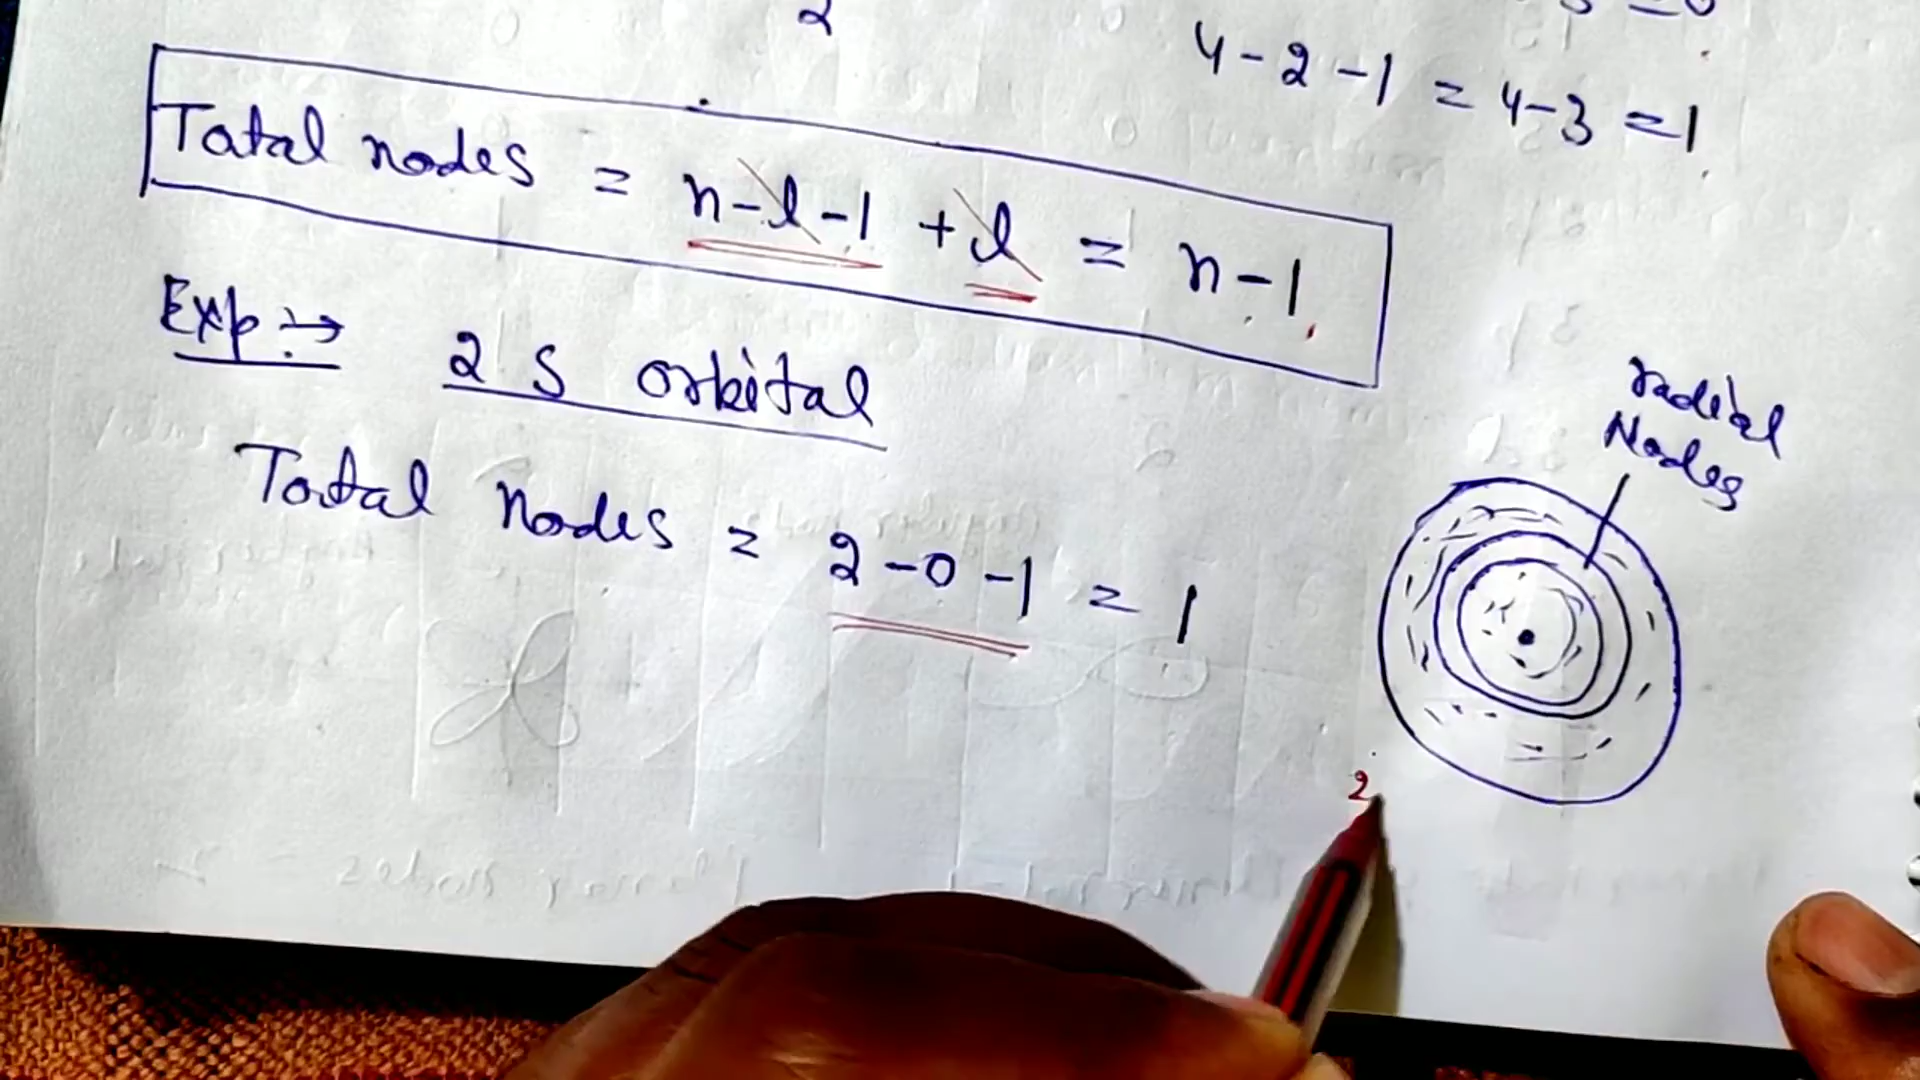 2
4-2-1 = 4-3 = 1
Total nodes = n-l-1 + l = n-1
Exp:→ 2 S orbital
Total Nodes = 2-0-1 = 1
radial
Nodes
2